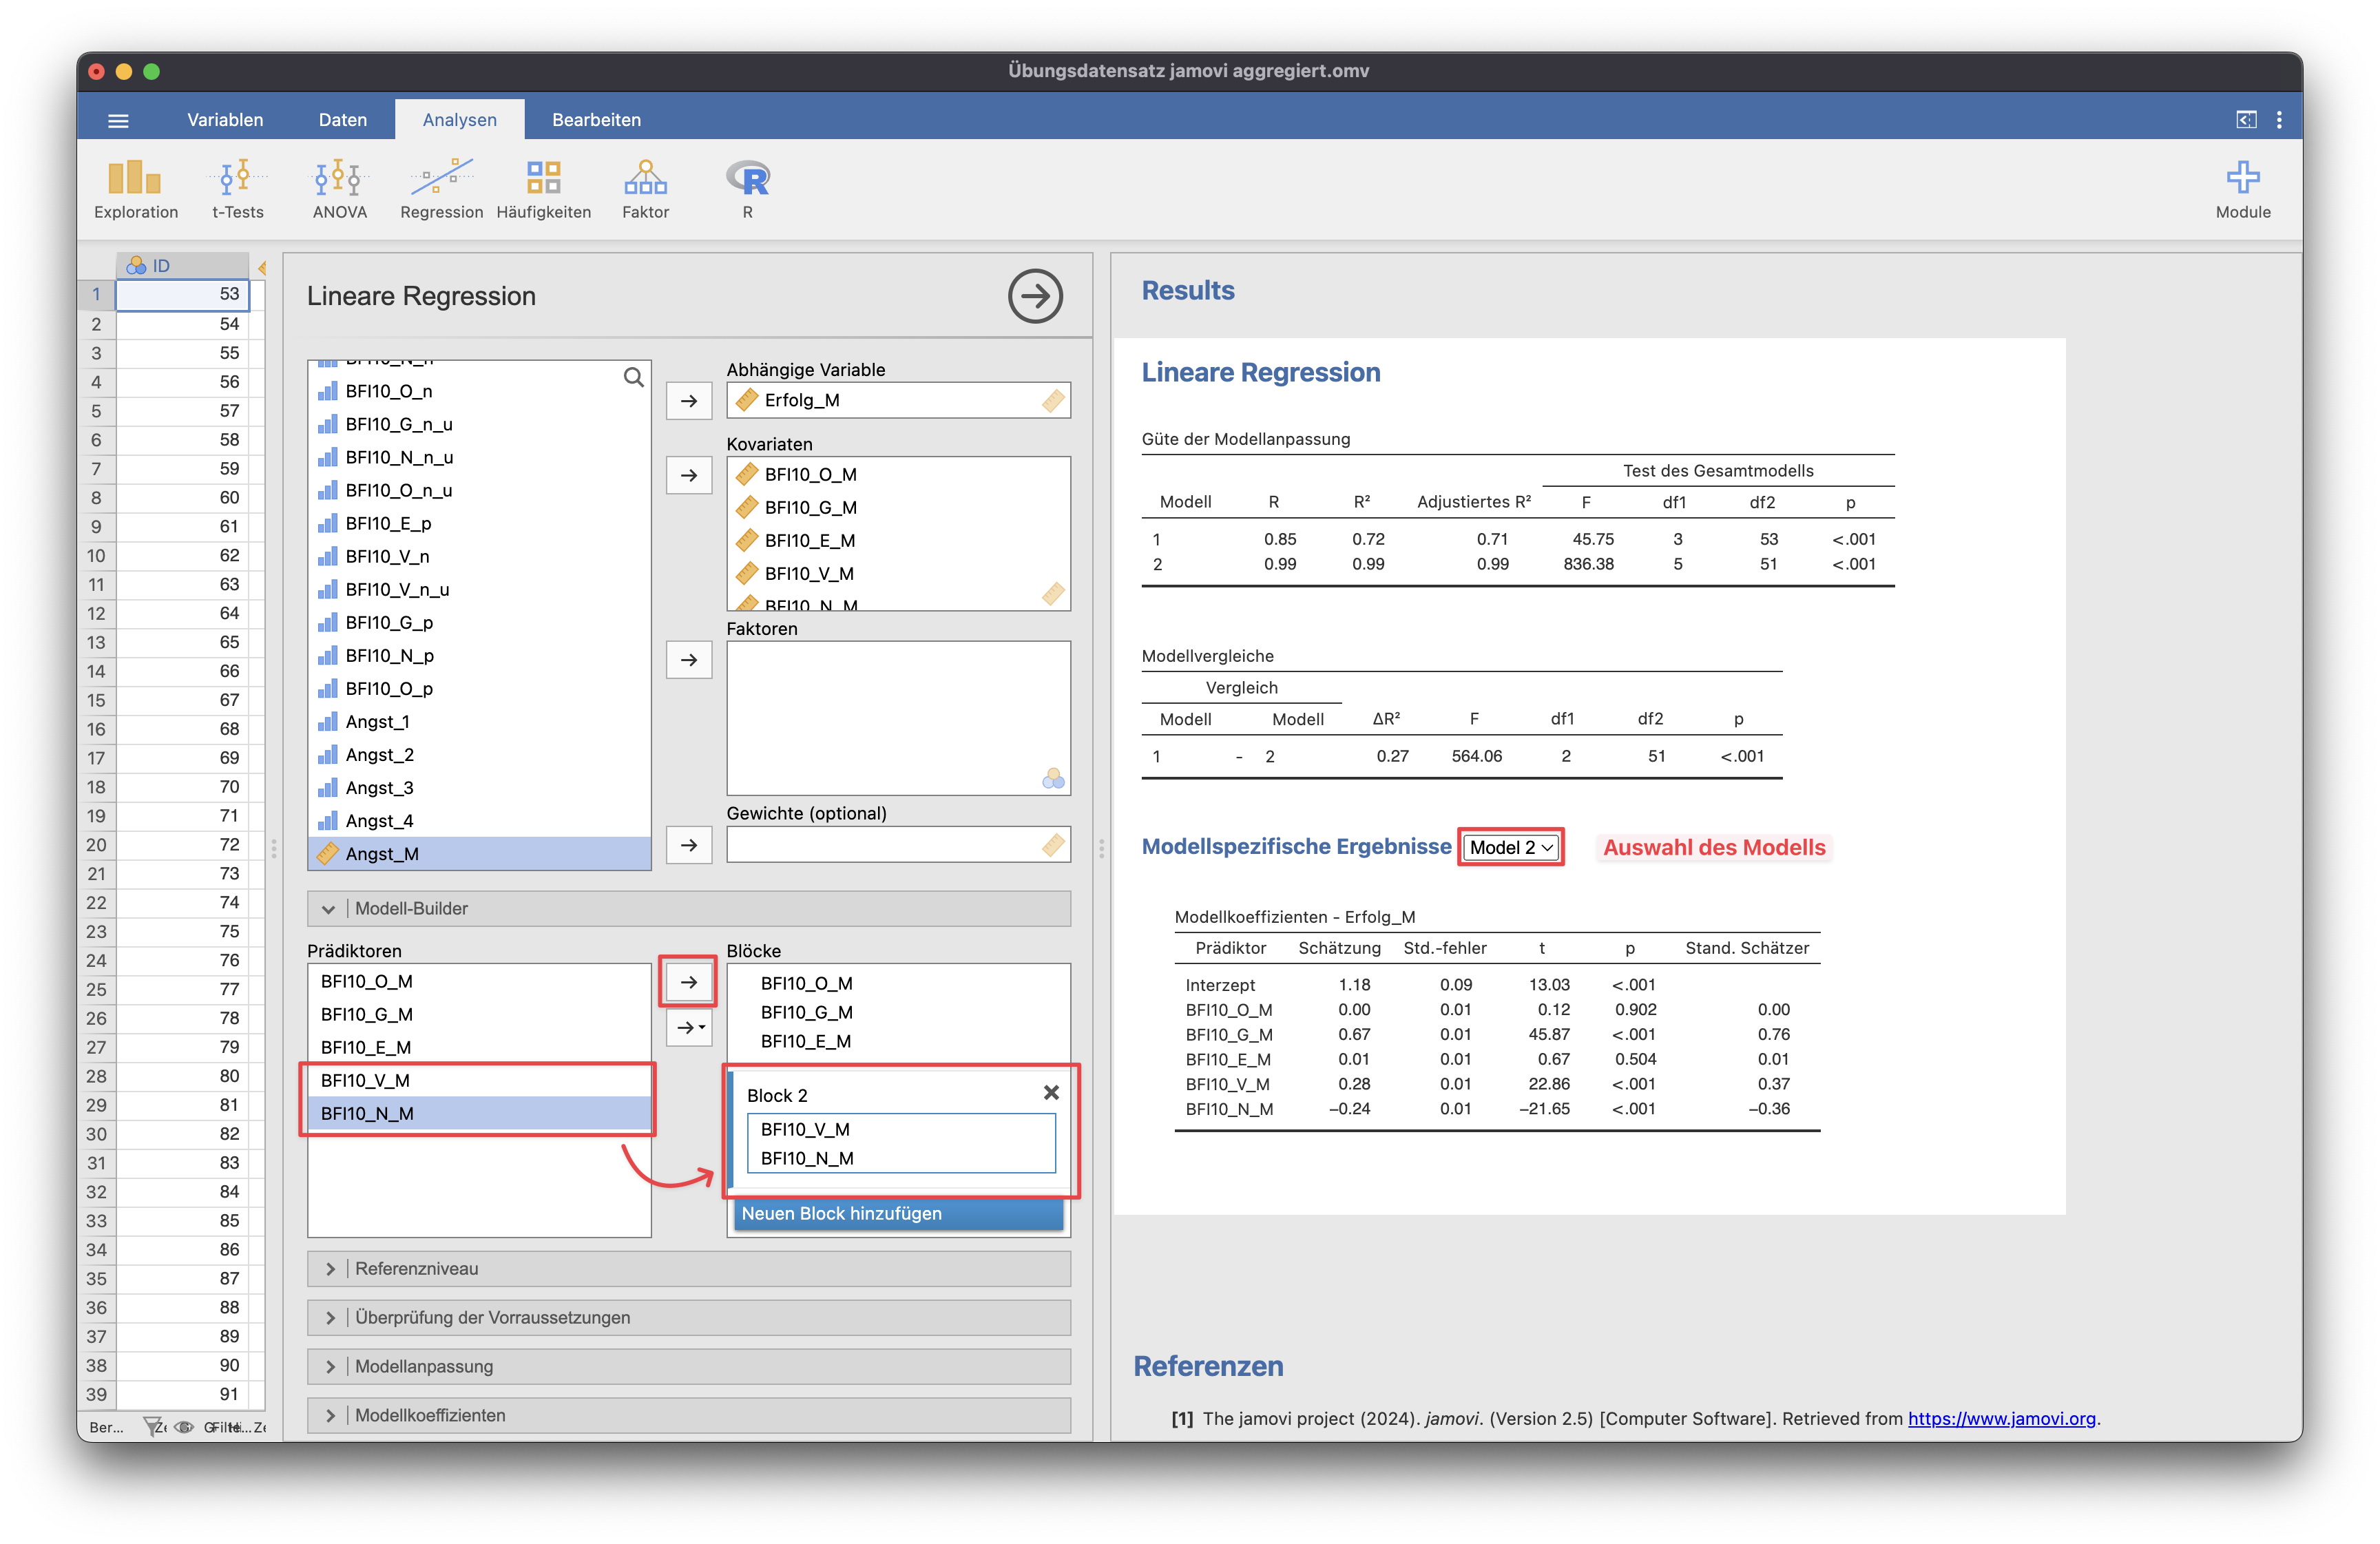 Übungsdatensatz jamovi aggregiert.omv
Variablen Daten Analysen Bearbeiten
Exploration t-Tests ANOVA Regression Häufigkeiten Faktor R Module
ID
1 53
2 54
3 55
4 56
5 57
6 58
7 59
8 60
9 61
10 62
11 63
12 64
13 65
14 66
15 67
16 68
17 69
18 70
19 71
20 72
21 73
22 74
23 75
24 76
25 77
26 78
27 79
28 80
29 81
30 82
31 83
32 84
33 85
34 86
35 87
36 88
37 89
38 90
39 91
Ber...
Lineare Regression
BFI10_N_n
BFI10_O_n
BFI10_G_n_u
BFI10_N_n_u
BFI10_O_n_u
BFI10_E_p
BFI10_V_n
BFI10_V_n_u
BFI10_G_p
BFI10_N_p
BFI10_O_p
Angst_1
Angst_2
Angst_3
Angst_4
Angst_M
Abhängige Variable
Erfolg_M
Kovariaten
BFI10_O_M
BFI10_G_M
BFI10_E_M
BFI10_V_M
BFI10_N_M
Faktoren
Gewichte (optional)
Modell-Builder
Prädiktoren
BFI10_O_M
BFI10_G_M
BFI10_E_M
BFI10_V_M
BFI10_N_M
Blöcke
BFI10_O_M
BFI10_G_M
BFI10_E_M
Block 2
BFI10_V_M
BFI10_N_M
Neuen Block hinzufügen
Referenzniveau
Überprüfung der Vorraussetzungen
Modellanpassung
Modellkoeffizienten
Results
Lineare Regression
Güte der Modellanpassung
Test des Gesamtmodells
Modell R R² Adjustiertes R² F df1 df2 p
1 0.85 0.72 0.71 45.75 3 53 <.001
2 0.99 0.99 0.99 836.38 5 51 <.001
Modellvergleiche
Vergleich
Modell Modell ΔR² F df1 df2 p
1 - 2 0.27 564.06 2 51 <.001
Modellspezifische Ergebnisse Model 2 Auswahl des Modells
Modellkoeffizienten - Erfolg_M
Prädiktor Schätzung Std.-fehler t p Stand. Schätzer
Interzept 1.18 0.09 13.03 <.001
BFI10_O_M 0.00 0.01 0.12 0.902 0.00
BFI10_G_M 0.67 0.01 45.87 <.001 0.76
BFI10_E_M 0.01 0.01 0.67 0.504 0.01
BFI10_V_M 0.28 0.01 22.86 <.001 0.37
BFI10_N_M −0.24 0.01 −21.65 <.001 −0.36
Referenzen
[1] The jamovi project (2024). jamovi. (Version 2.5) [Computer Software]. Retrieved from https://www.jamovi.org.